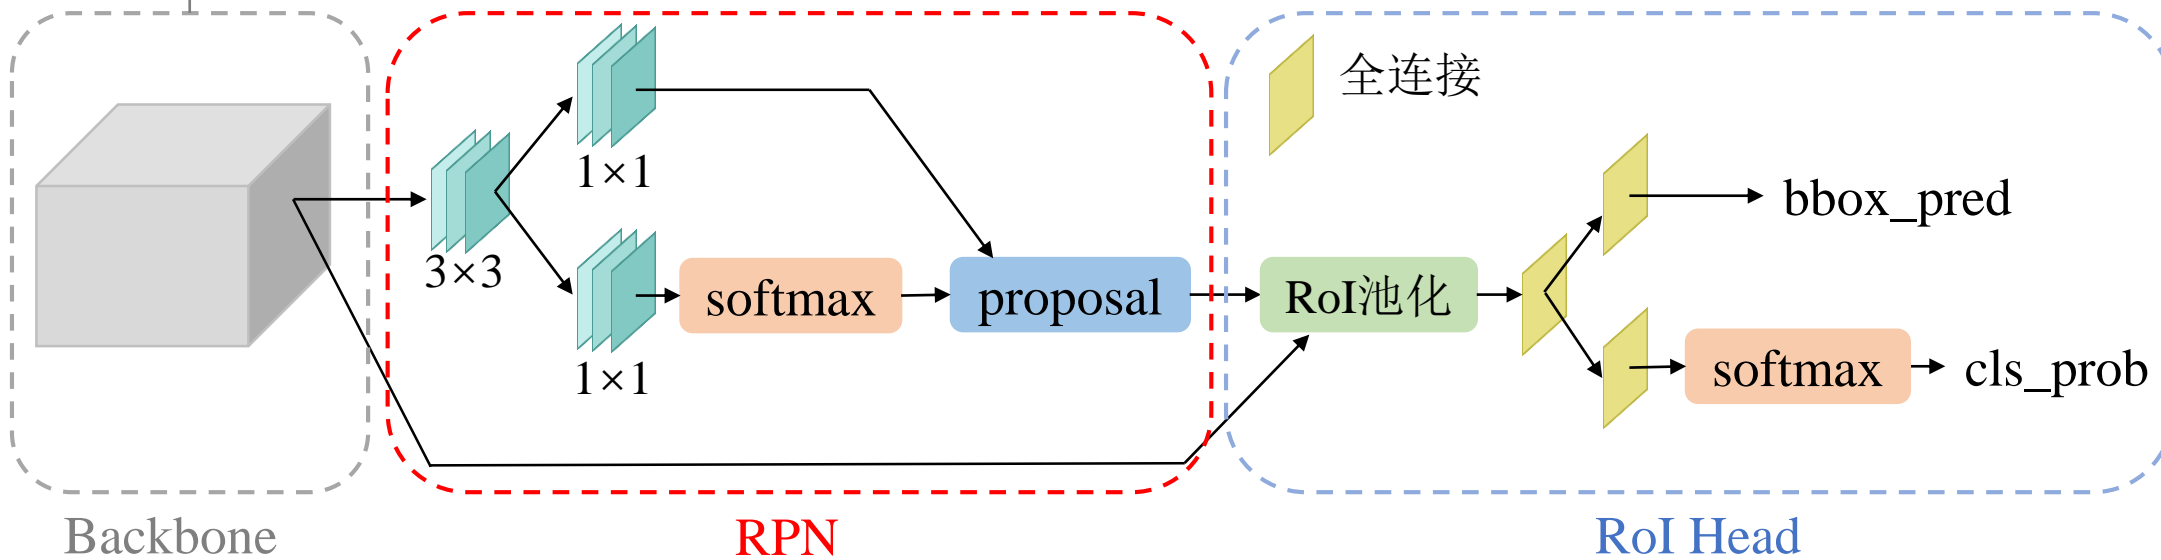 1×1
3×3
1×1
softmax
proposal
全连接
RoI池化
bbox_pred
softmax
cls_prob
Backbone
RPN
RoI Head